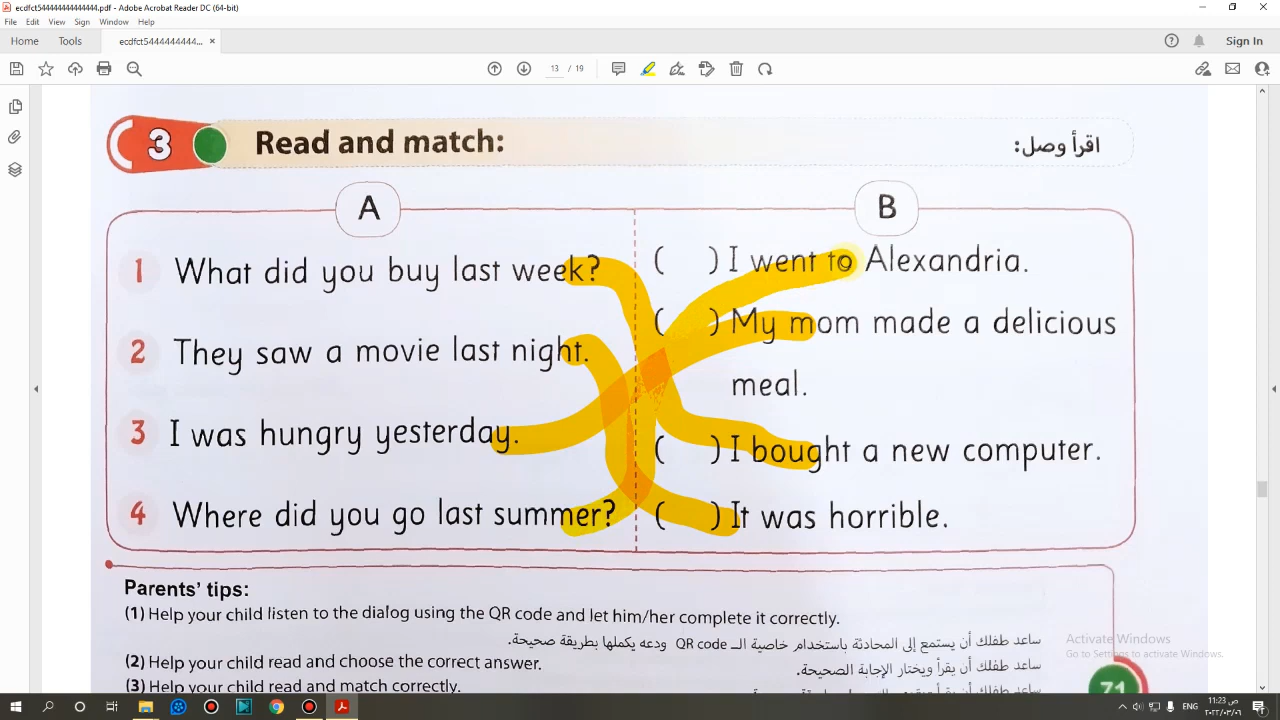 ecdfct54444444444444.pdf - Adobe Acrobat Reader DC (64-bit)
File Edit View Sign Window Help
Home Tools ecdfct5444444444... × Sign In
13 / 19
3 Read and match: اقرأ وصل:
A B
1 What did you buy last week? ( ) I went to Alexandria.
2 They saw a movie last night. ( ) My mom made a delicious
meal.
3 I was hungry yesterday. ( ) I bought a new computer.
4 Where did you go last summer? ( ) It was horrible.
Parents' tips:
(1) Help your child listen to the dialog using the QR code and let him/her complete it correctly.
ساعد طفلك أن يستمع إلى المحادثة باستخدام خاصية الـ QR code ودعه يكملها بطريقة صحيحة.
Activate Windows
Go to Settings to activate Windows.
(2) Help your child read and choose the correct answer.
ساعد طفلك أن يقرأ ويختار الإجابة الصحيحة.
(3) Help your child read and match correctly.
71
ENG
11:23 ص
٢٠٢٢/٠٣/٠٦